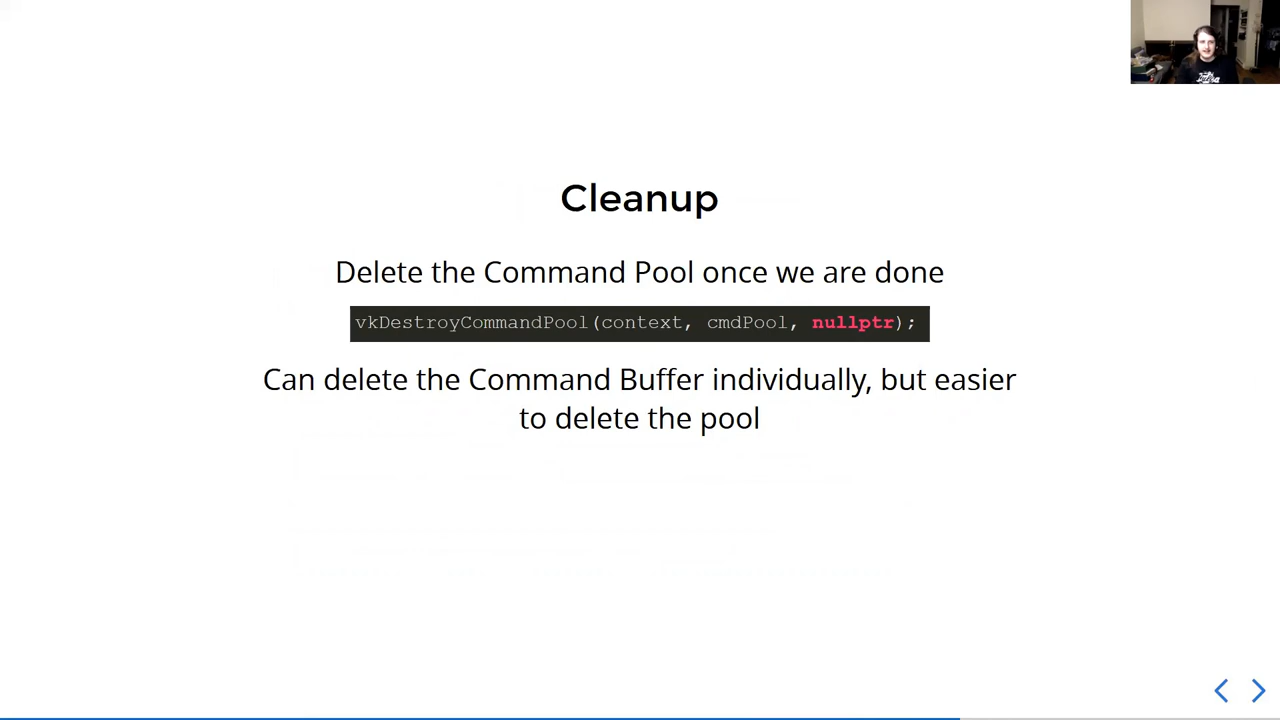 Cleanup
Delete the Command Pool once we are done
vkDestroyCommandPool(context, cmdPool, nullptr);
Can delete the Command Buffer individually, but easier
to delete the pool